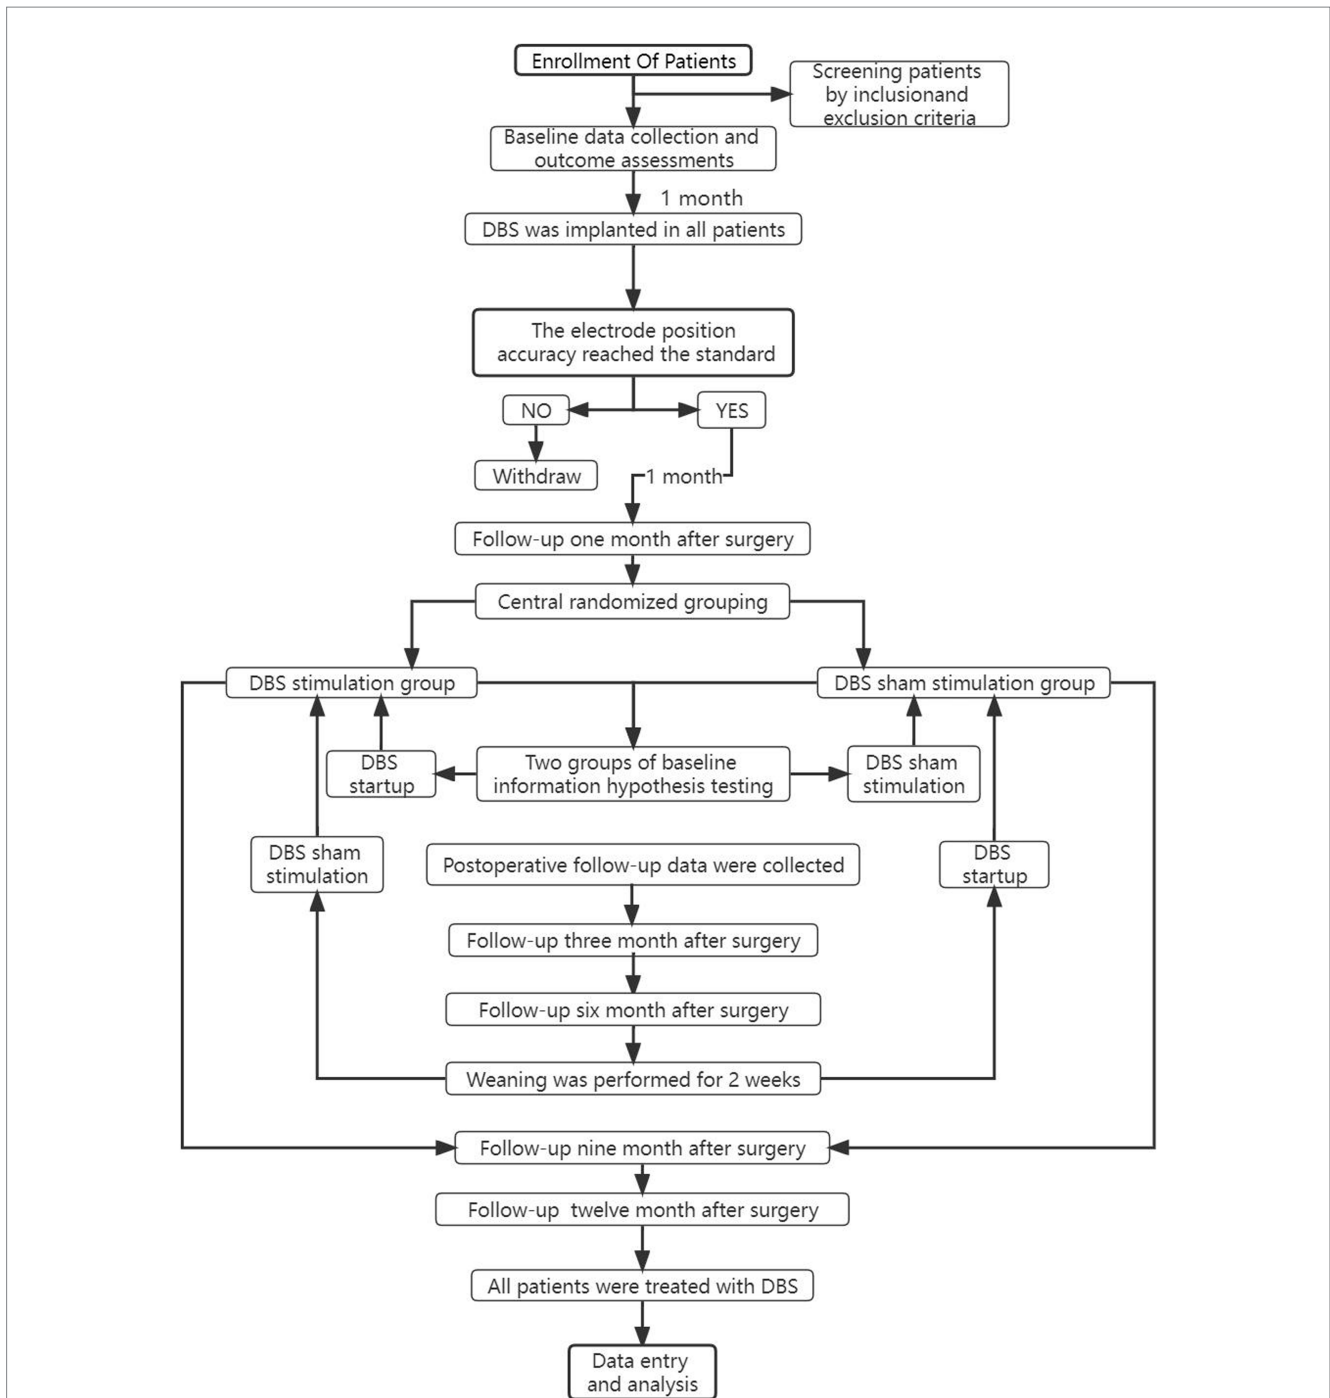 Enrollment Of Patients
Screening patients
by inclusionand
exclusion criteria
Baseline data collection and
outcome assessments
1 month
DBS was implanted in all patients
The electrode position
accuracy reached the standard
NO
YES
Withdraw
1 month
Follow-up one month after surgery
Central randomized grouping
DBS stimulation group
DBS sham stimulation group
DBS
startup
Two groups of baseline
information hypothesis testing
DBS sham
stimulation
DBS sham
stimulation
Postoperative follow-up data were collected
DBS
startup
Follow-up three month after surgery
Follow-up six month after surgery
Weaning was performed for 2 weeks
Follow-up nine month after surgery
Follow-up twelve month after surgery
All patients were treated with DBS
Data entry
and analysis